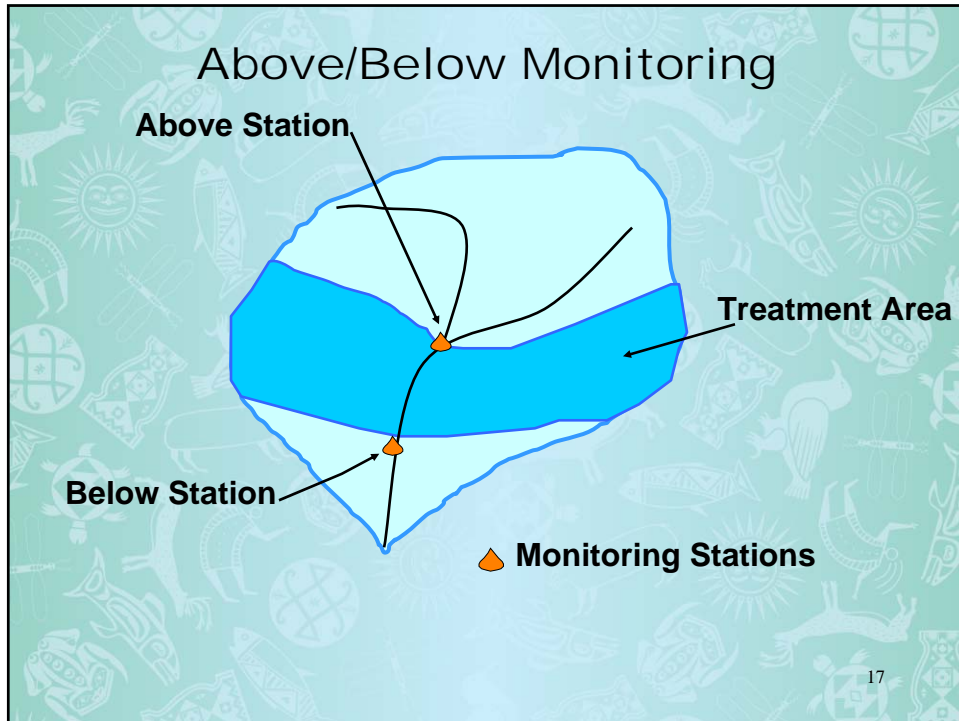 Above/Below Monitoring
Above Station
Treatment Area
Below Station
Monitoring Stations
17